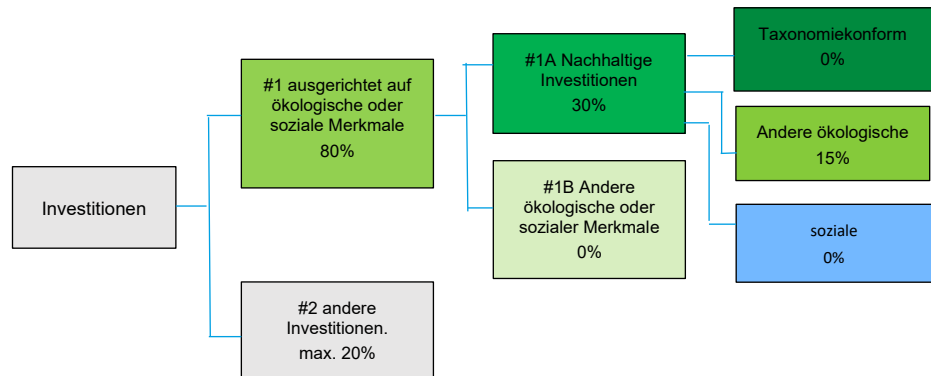 Investitionen
#1 ausgerichtet auf
ökologische oder
soziale Merkmale
80%
#2 andere
Investitionen.
max. 20%
#1A Nachhaltige
Investitionen
30%
#1B Andere
ökologische oder
sozialer Merkmale
0%
Taxonomiekonform
0%
Andere ökologische
15%
soziale
0%